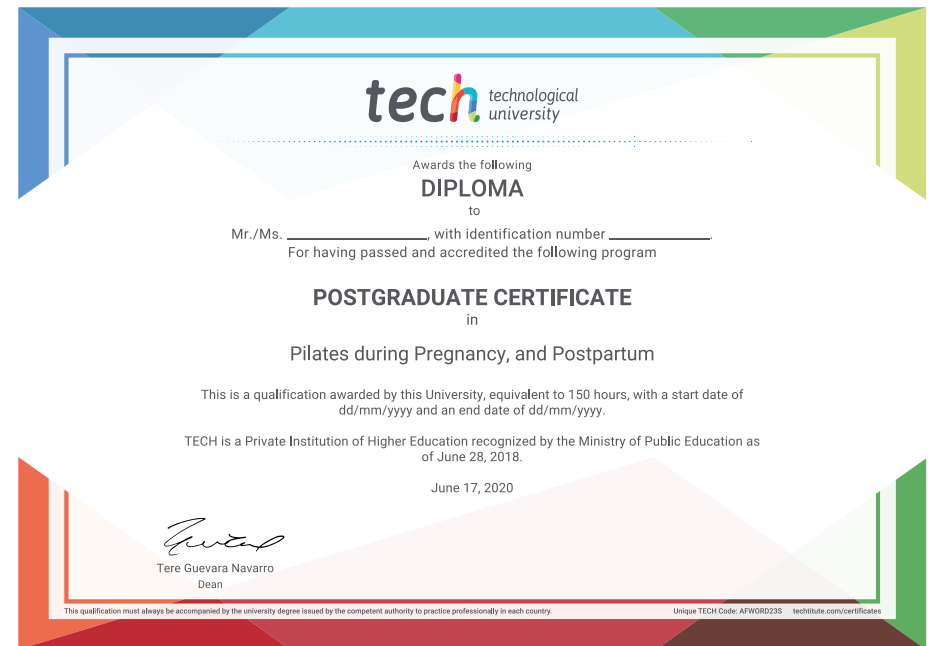 tech technological
university
Awards the following
DIPLOMA
to
Mr./Ms. ____________________, with identification number ______________.
For having passed and accredited the following program
POSTGRADUATE CERTIFICATE
in
Pilates during Pregnancy, and Postpartum
This is a qualification awarded by this University, equivalent to 150 hours, with a start date of
dd/mm/yyyy and an end date of dd/mm/yyyy.
TECH is a Private Institution of Higher Education recognized by the Ministry of Public Education as
of June 28, 2018.
June 17, 2020
Tere Guevara Navarro
Dean
This qualification must always be accompanied by the university degree issued by the competent authority to practice professionally in each country. Unique TECH Code: AFWORD23S techtitute.com/certificates